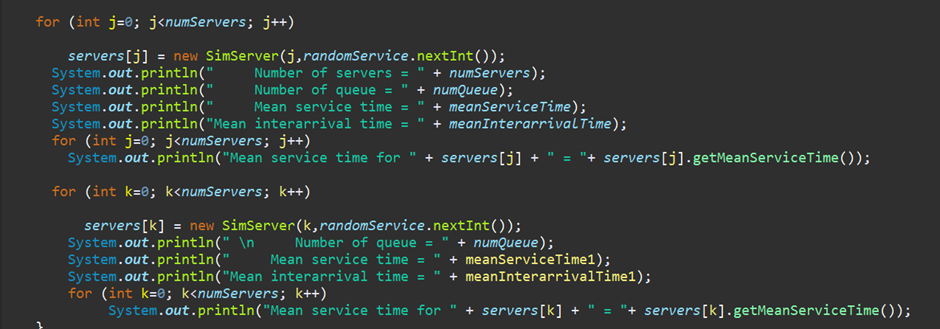 for (int j=0; j<numServers; j++)
servers[j] = new SimServer(j,randomService.nextInt());
System.out.println("     Number of servers = " + numServers);
System.out.println("     Number of queue = " + numQueue);
System.out.println("     Mean service time = " + meanServiceTime);
System.out.println("Mean interarrival time = " + meanInterarrivalTime);
for (int j=0; j<numServers; j++)
System.out.println("Mean service time for " + servers[j] + " = "+ servers[j].getMeanServiceTime());
for (int k=0; k<numServers; k++)
servers[k] = new SimServer(k,randomService.nextInt());
System.out.println(" \n     Number of queue = " + numQueue);
System.out.println("     Mean service time = " + meanServiceTime1);
System.out.println("Mean interarrival time = " + meanInterarrivalTime1);
for (int k=0; k<numServers; k++)
System.out.println("Mean service time for " + servers[k] + " = "+ servers[k].getMeanServiceTime());
}